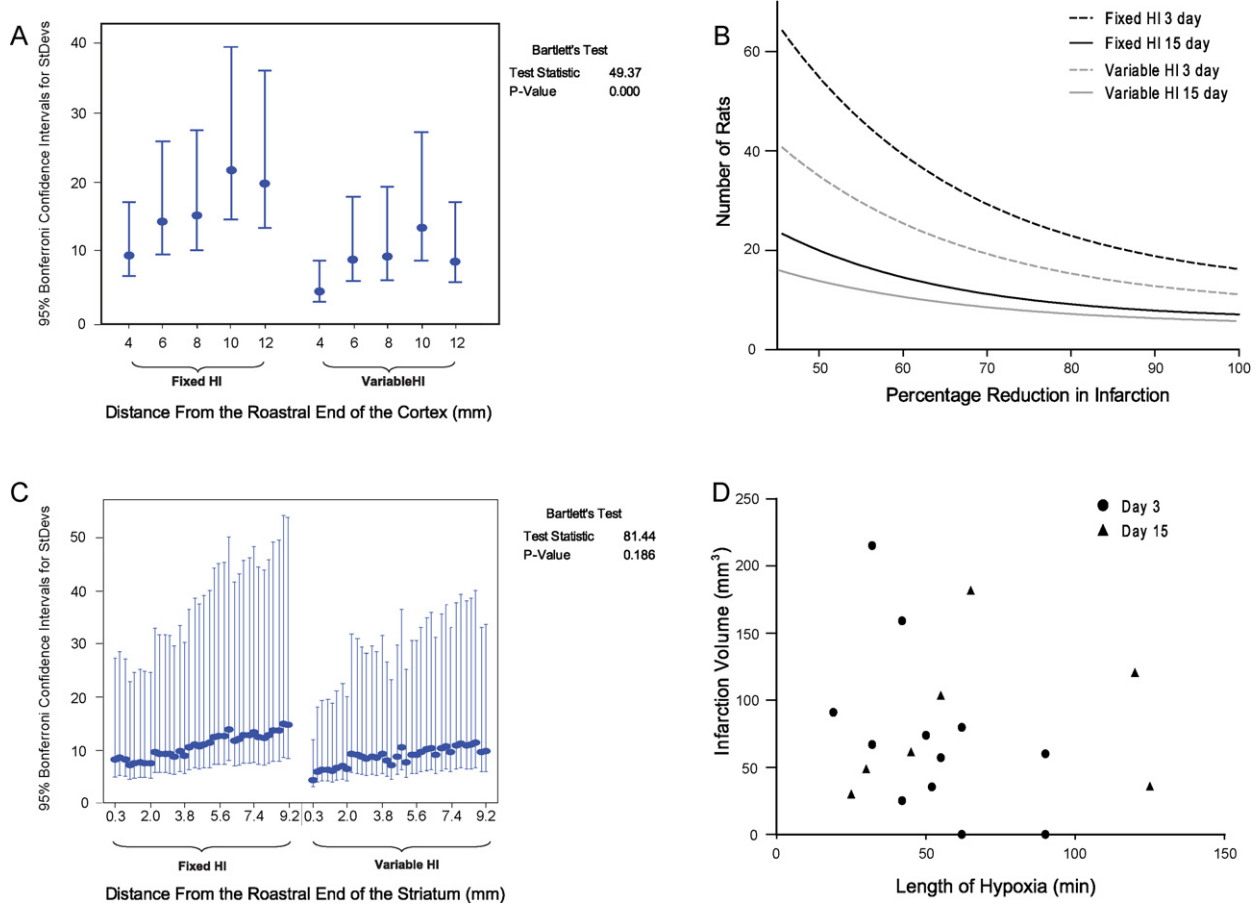 A
95% Bonferroni Confidence Intervals for StDevs
40
30
20
10
0
4 6 8 10 12 4 6 8 10 12
Fixed HI VariableHI
Distance From the Roastral End of the Cortex (mm)
Bartlett's Test
Test Statistic 49.37
P-Value 0.000
B
Number of Rats
60
40
20
0
50 60 70 80 90 100
Percentage Reduction in Infarction
Fixed HI 3 day
Fixed HI 15 day
Variable HI 3 day
Variable HI 15 day
C
95% Bonferroni Confidence Intervals for StDevs
50
40
30
20
10
0
0.3 2.0 3.8 5.6 7.4 9.2 0.3 2.0 3.8 5.6 7.4 9.2
Fixed HI Variable HI
Distance From the Roastral End of the Striatum (mm)
Bartlett's Test
Test Statistic 81.44
P-Value 0.186
D
Infarction Volume (mm³)
250
200
150
100
50
0
0 50 100 150
Length of Hypoxia (min)
Day 3
Day 15